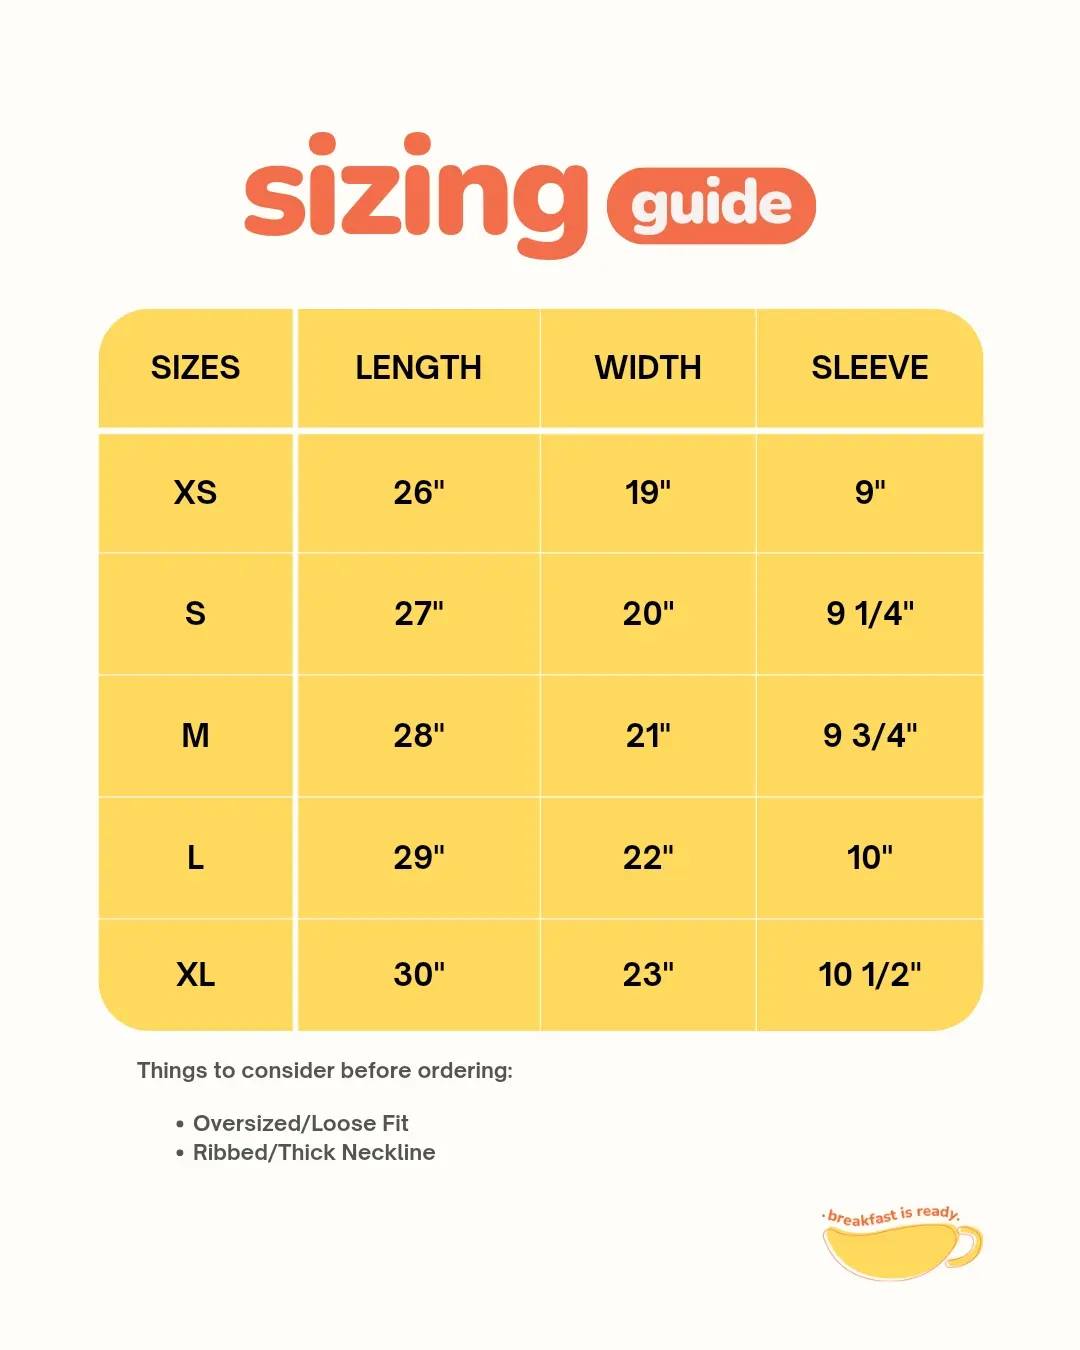 sizing guide
SIZES LENGTH WIDTH SLEEVE
XS 26" 19" 9"
S 27" 20" 9 1/4"
M 28" 21" 9 3/4"
L 29" 22" 10"
XL 30" 23" 10 1/2"
Things to consider before ordering:
• Oversized/Loose Fit
• Ribbed/Thick Neckline
· breakfast is ready.